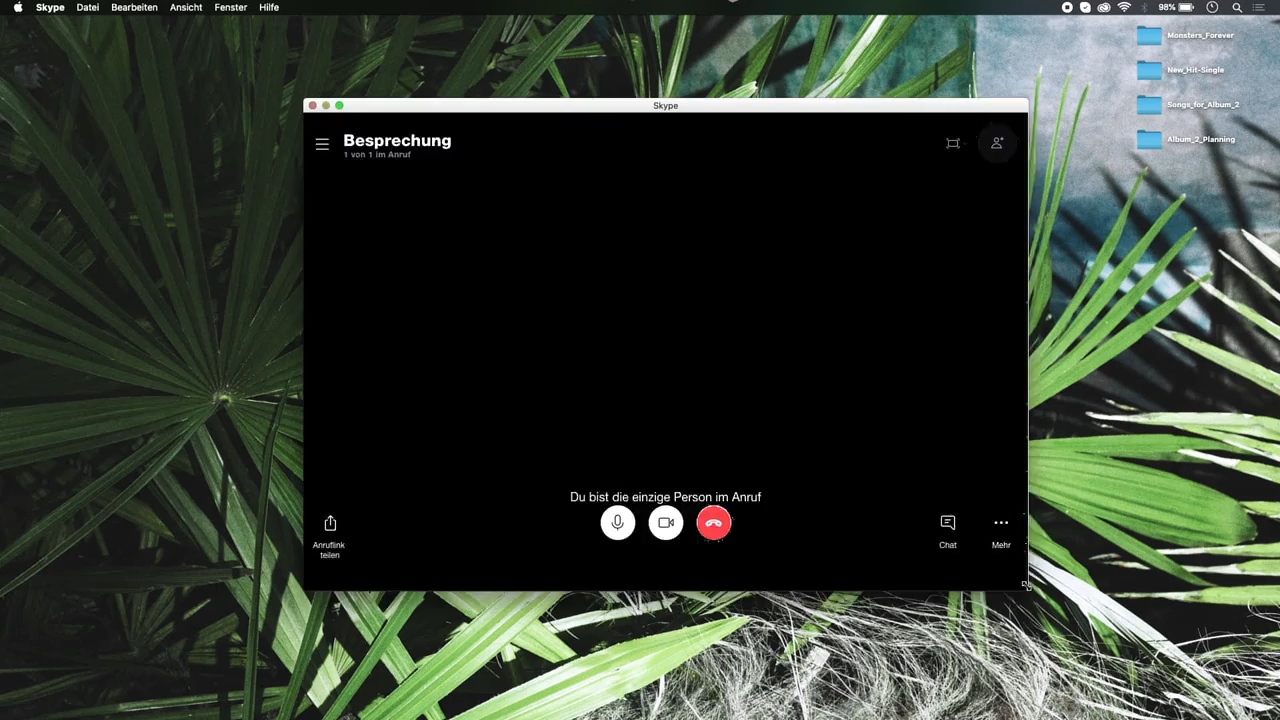 Skype Datei Bearbeiten Ansicht Fenster Hilfe
98%
Monsters_Forever
New_Hit-Single
Songs_for_Album_2
Album_2_Planning
Skype
Besprechung
1 von 1 im Anruf
Du bist die einzige Person im Anruf
Anruflink
teilen
Chat
Mehr